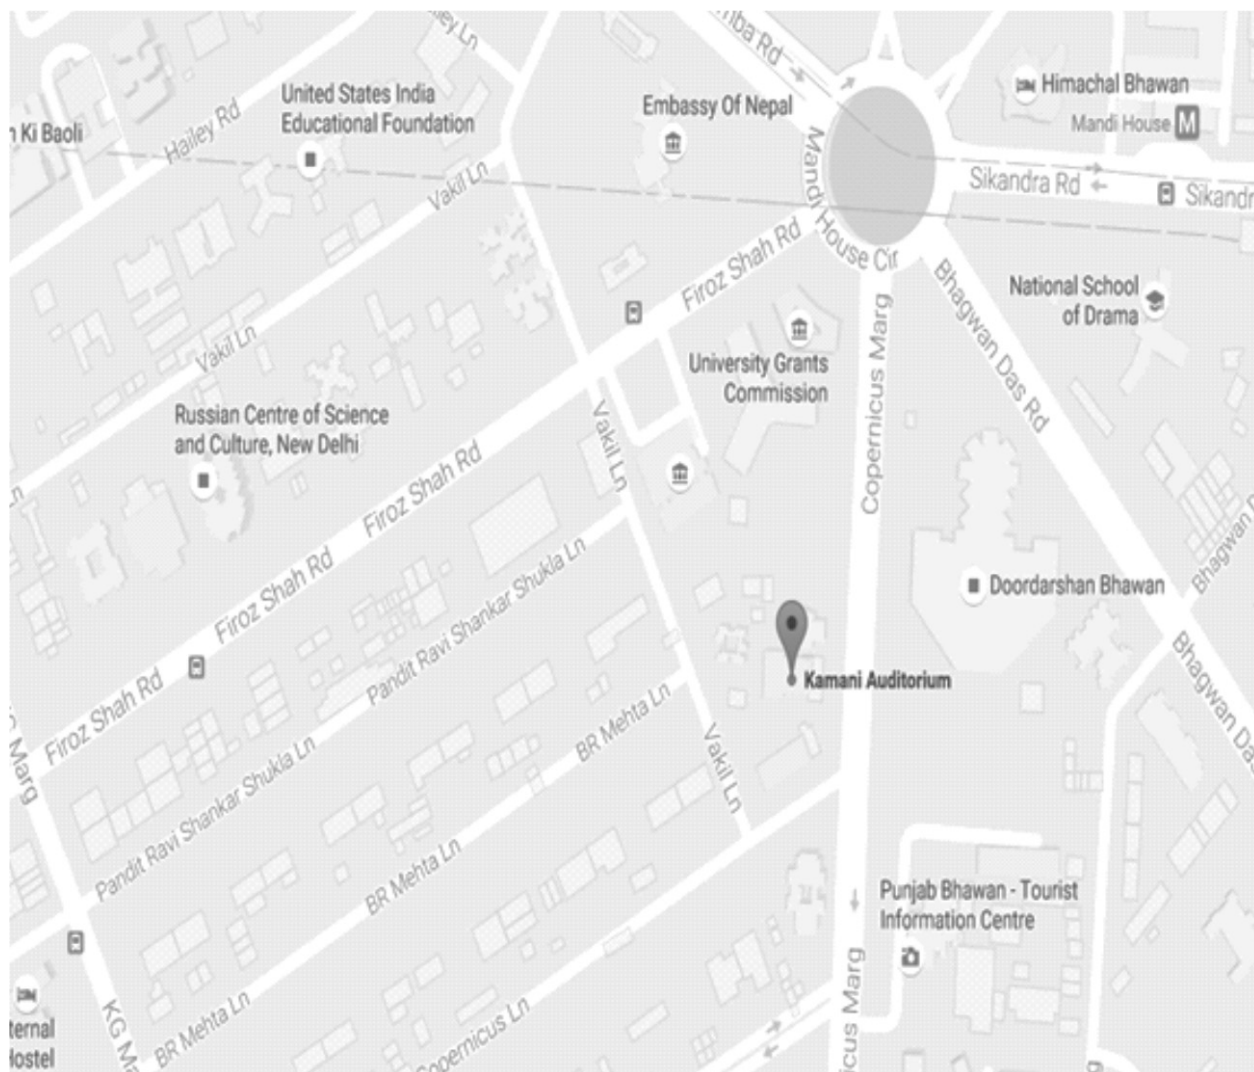 mba Rd
Himachal Bhawan
Mandi House M
United States India
Educational Foundation
Embassy Of Nepal
Hailey Rd
n Ki Baoli
Vakil Ln
Mandi House Cir
Sikandra Rd
Sikandr
Firoz Shah Rd
Bhagwan Das Rd
National School
of Drama
Copernicus Marg
University Grants
Commission
Vakil Ln
Russian Centre of Science
and Culture, New Delhi
Firoz Shah Rd
Vakil Ln
Ln
Bhagwan
Firoz Shah Rd
Pandit Ravi Shankar Shukla Ln
Doordarshan Bhawan
Kamani Auditorium
Firoz Shah Rd
BR Mehta Ln
Bhagwan Das
Marg
Vakil Ln
Pandit Ravi Shankar Shukla Ln
BR Mehta Ln
Punjab Bhawan - Tourist
Information Centre
icus Marg
KG Ma
BR Mehta Ln
Copernicus Ln
ternal
Hostel